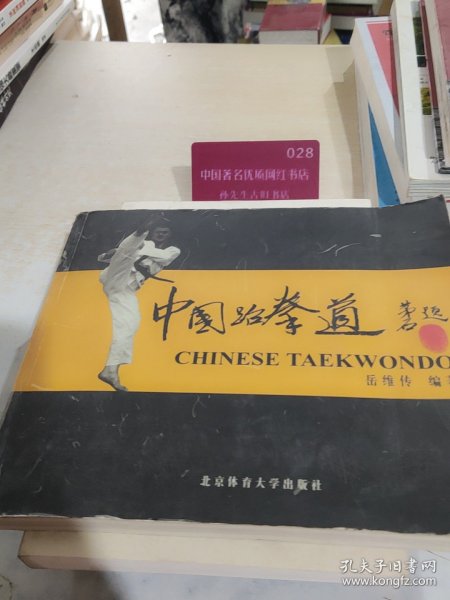 028
中国著名优质网红书店
孙先生古旧书店
中国跆拳道
CHINESE TAEKWONDO
岳维传 编
北京体育大学出版社
孔夫子旧书网
www.kongfz.com